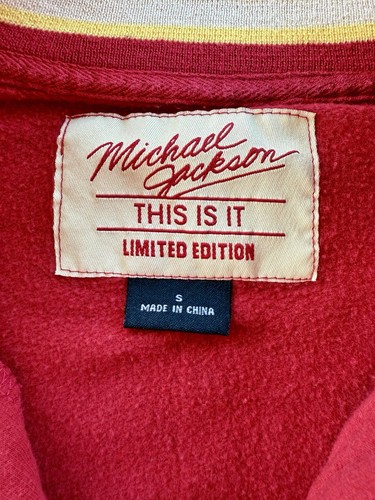 Michael
Jackson
THIS IS IT
LIMITED EDITION
S
MADE IN CHINA